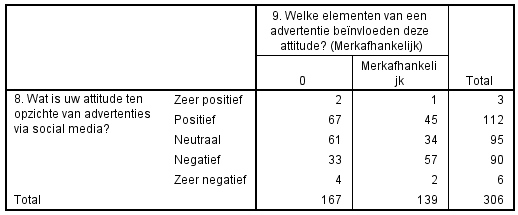 9. Welke elementen van een
advertentie beïnvloeden deze
attitude? (Merkafhankelijk)
0
Merkafhankeli
jk
Total
8. Wat is uw attitude ten
opzichte van advertenties
via social media?
Zeer positief 2 1 3
Positief 67 45 112
Neutraal 61 34 95
Negatief 33 57 90
Zeer negatief 4 2 6
Total 167 139 306